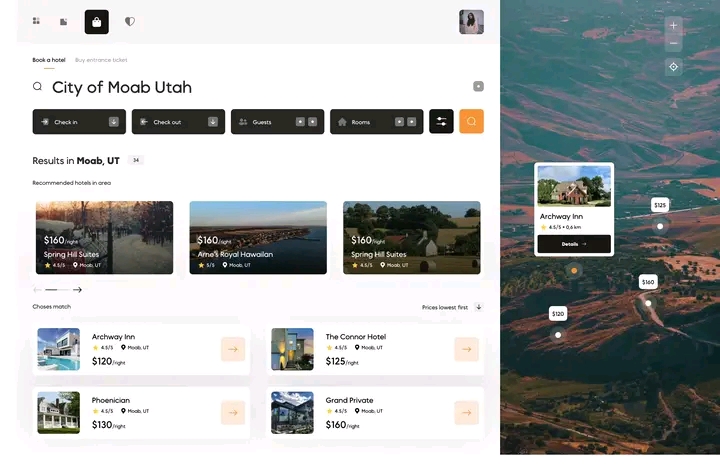 Book a hotel
Buy entrance ticket
City of Moab Utah
Check in
Check out
Guests
Rooms
Results in Moab, UT
34
Recommended hotels in area
$160/night
Spring Hill Suites
4.5/5
Moab, UT
$160/night
Arne's Royal Hawaiian
5/5
Moab, UT
$160/night
Spring Hill Suites
4.5/5
Moab, UT
Choses match
Prices lowest first
Archway Inn
4.5/5
Moab, UT
$120/night
The Connor Hotel
4.5/5
Moab, UT
$125/night
Phoenician
4.5/5
Moab, UT
$130/night
Grand Private
4.5/5
Moab, UT
$160/night
Archway Inn
4.5/5 • 0,6 km
Details
$125
$160
$120